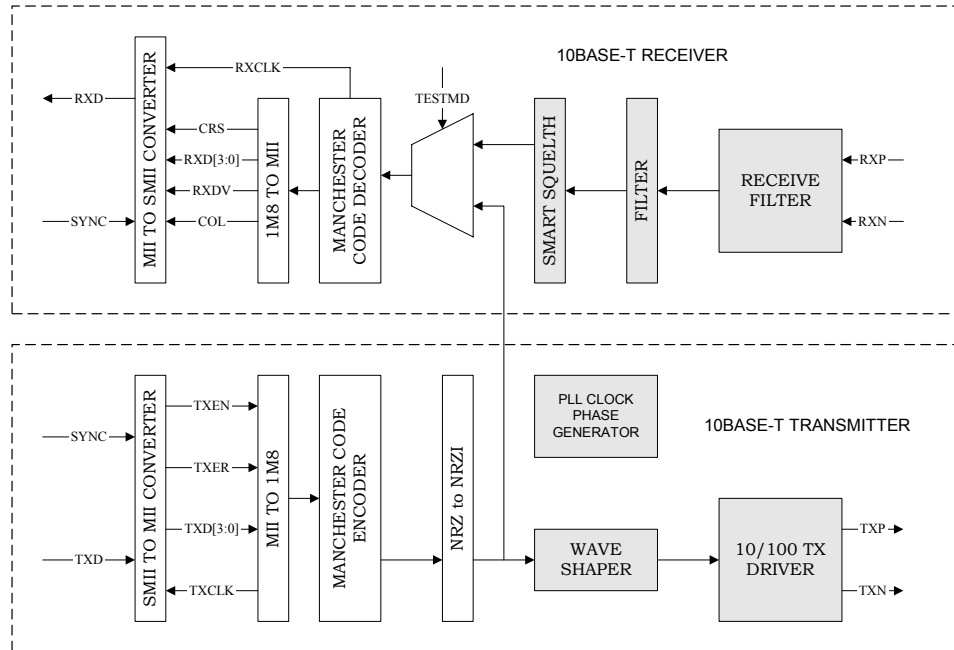 10BASE-T RECEIVER
RXCLK
TESTMD
RXD
MII TO SMII CONVERTER
CRS
RXD[3:0]
RXDV
COL
SYNC
1M8 TO MII
MANCHESTER
CODE DECODER
SMART SQUELTH
FILTER
RECEIVE
FILTER
RXP
RXN
10BASE-T TRANSMITTER
SYNC
TXD
SMII TO MII CONVERTER
TXEN
TXER
TXD[3:0]
TXCLK
MII TO 1M8
MANCHESTER CODE
ENCODER
NRZ to NRZI
PLL CLOCK
PHASE
GENERATOR
WAVE
SHAPER
10/100 TX
DRIVER
TXP
TXN